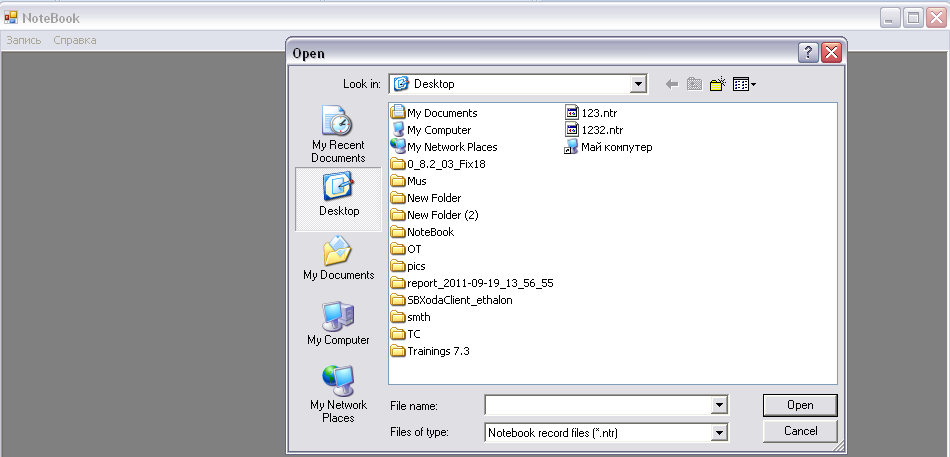 NoteBook
Запись Справка
Open
Look in: Desktop
My Recent
Documents
Desktop
My Documents
My Computer
My Network
Places
My Documents
My Computer
My Network Places
0_8.2_03_Fix18
Mus
New Folder
New Folder (2)
NoteBook
OT
pics
report_2011-09-19_13_56_55
SBXodaClient_ethalon
smth
TC
Trainings 7.3
123.ntr
1232.ntr
Май компутер
File name:
Open
Files of type: Notebook record files (*.ntr)
Cancel